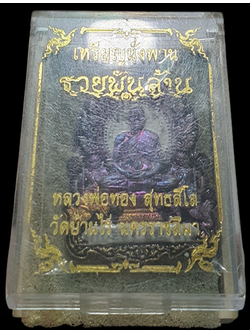 เหรียญนั่งพาน
รวยพันล้าน
หลวงพ่อทอง สุทธสีโล
วัดบ้านไร่ นครราชสีมา